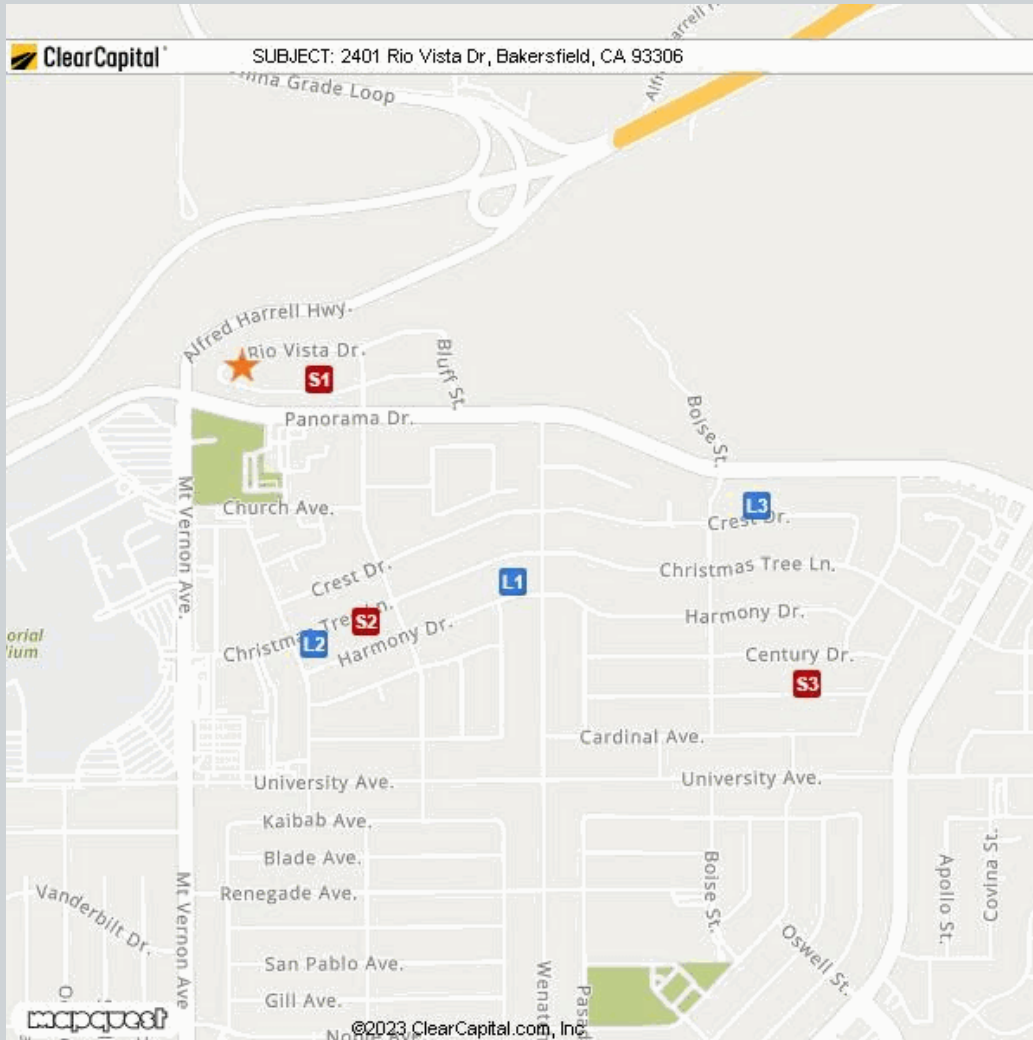 ClearCapital
SUBJECT: 2401 Rio Vista Dr, Bakersfield, CA 93306
Grade Loop
Alfred Harrell Hwy.
Rio Vista Dr.
S1
Bluff St.
Panorama Dr.
Boise St.
Mt Vernon Ave.
Church Ave.
L3
Crest Dr.
Crest Dr.
L1
Christmas Tree Ln.
S2
Harmony Dr.
L2
Harmony Dr.
Century Dr.
S3
Cardinal Ave.
University Ave.
University Ave.
Kaibab Ave.
Blade Ave.
Boise St.
Renegade Ave.
Vanderbilt Dr.
Mt Vernon Ave
Apollo St.
Covina St.
Oswell St.
San Pablo Ave.
Gill Ave.
mapquest
©2023 ClearCapital.com, Inc